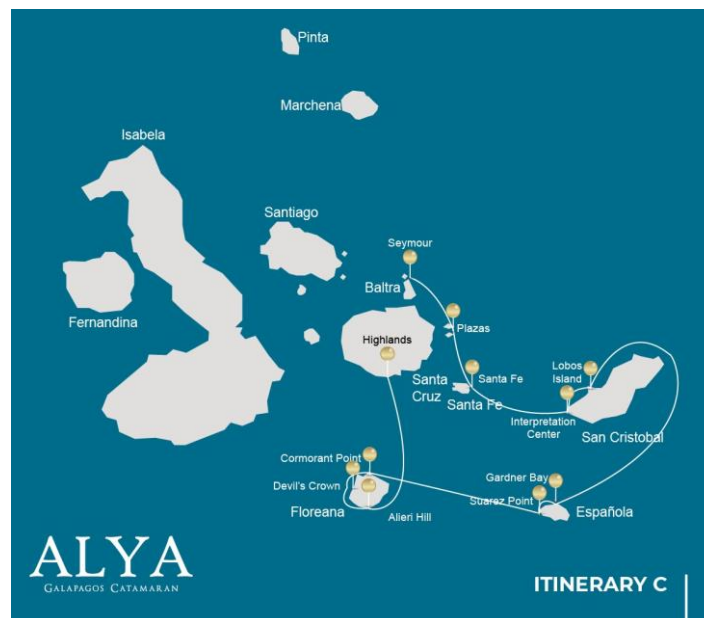 Pinta
Marchena
Isabela
Santiago
Seymour
Baltra
Fernandina
Plazas
Highlands
Santa
Cruz
Santa Fe
Santa Fe
Lobos
Island
Interpretation
Center
San Cristobal
Cormorant Point
Devil's Crown
Floreana
Alieri Hill
Gardner Bay
Suarez Point
Española
ALYA
GALAPAGOS CATAMARAN
ITINERARY C